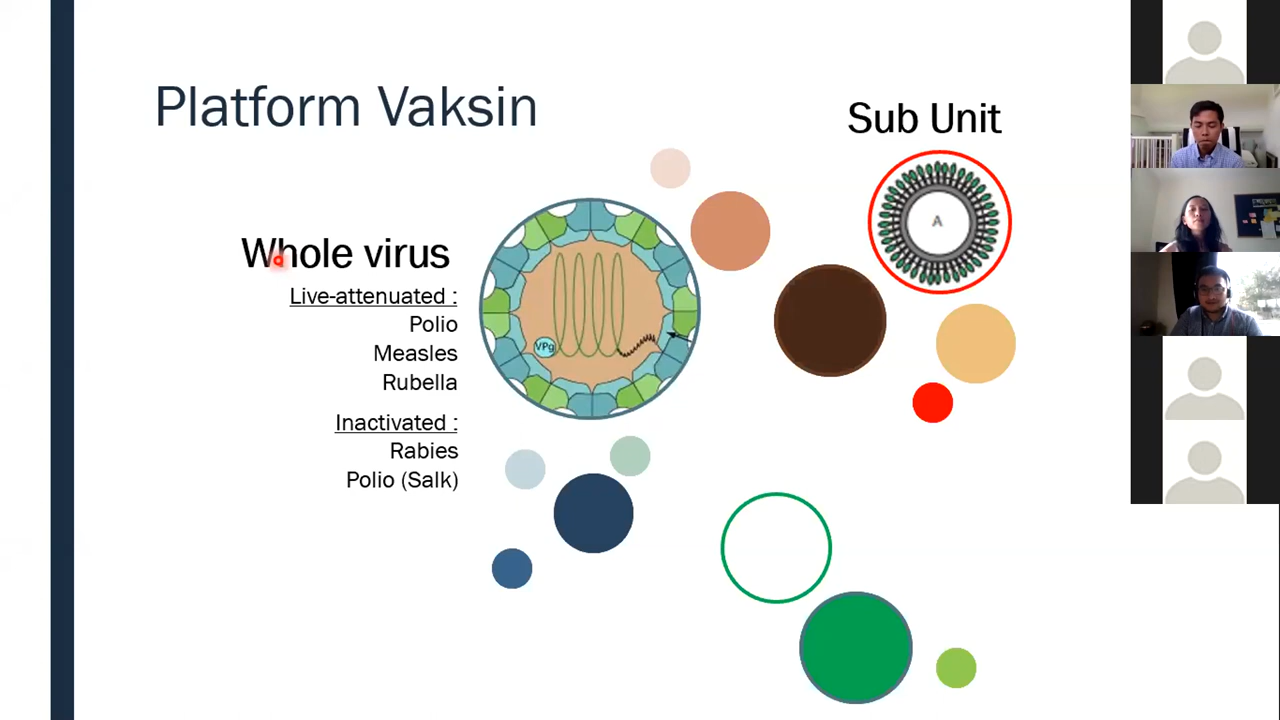 Platform Vaksin
Sub Unit
A
Whole virus
Live-attenuated :
Polio
Measles
Rubella
Inactivated :
Rabies
Polio (Salk)
VPg